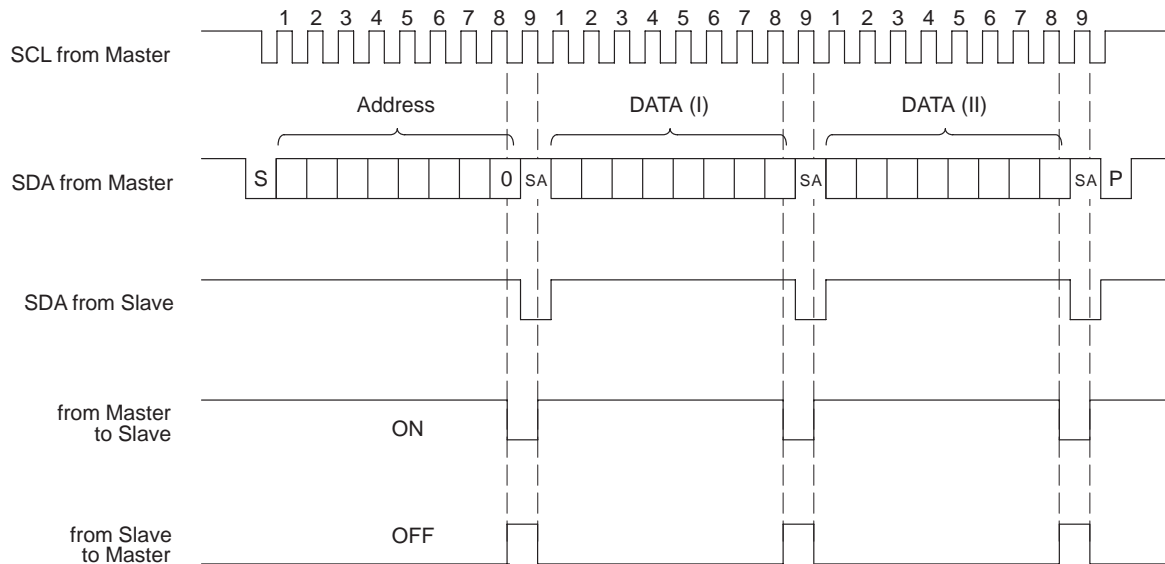 1 2 3 4 5 6 7 8 9 1 2 3 4 5 6 7 8 9 1 2 3 4 5 6 7 8 9
SCL from Master
Address DATA (I) DATA (II)
SDA from Master S 0 SA SA SA P
SDA from Slave
from Master
to Slave
ON
from Slave
to Master
OFF